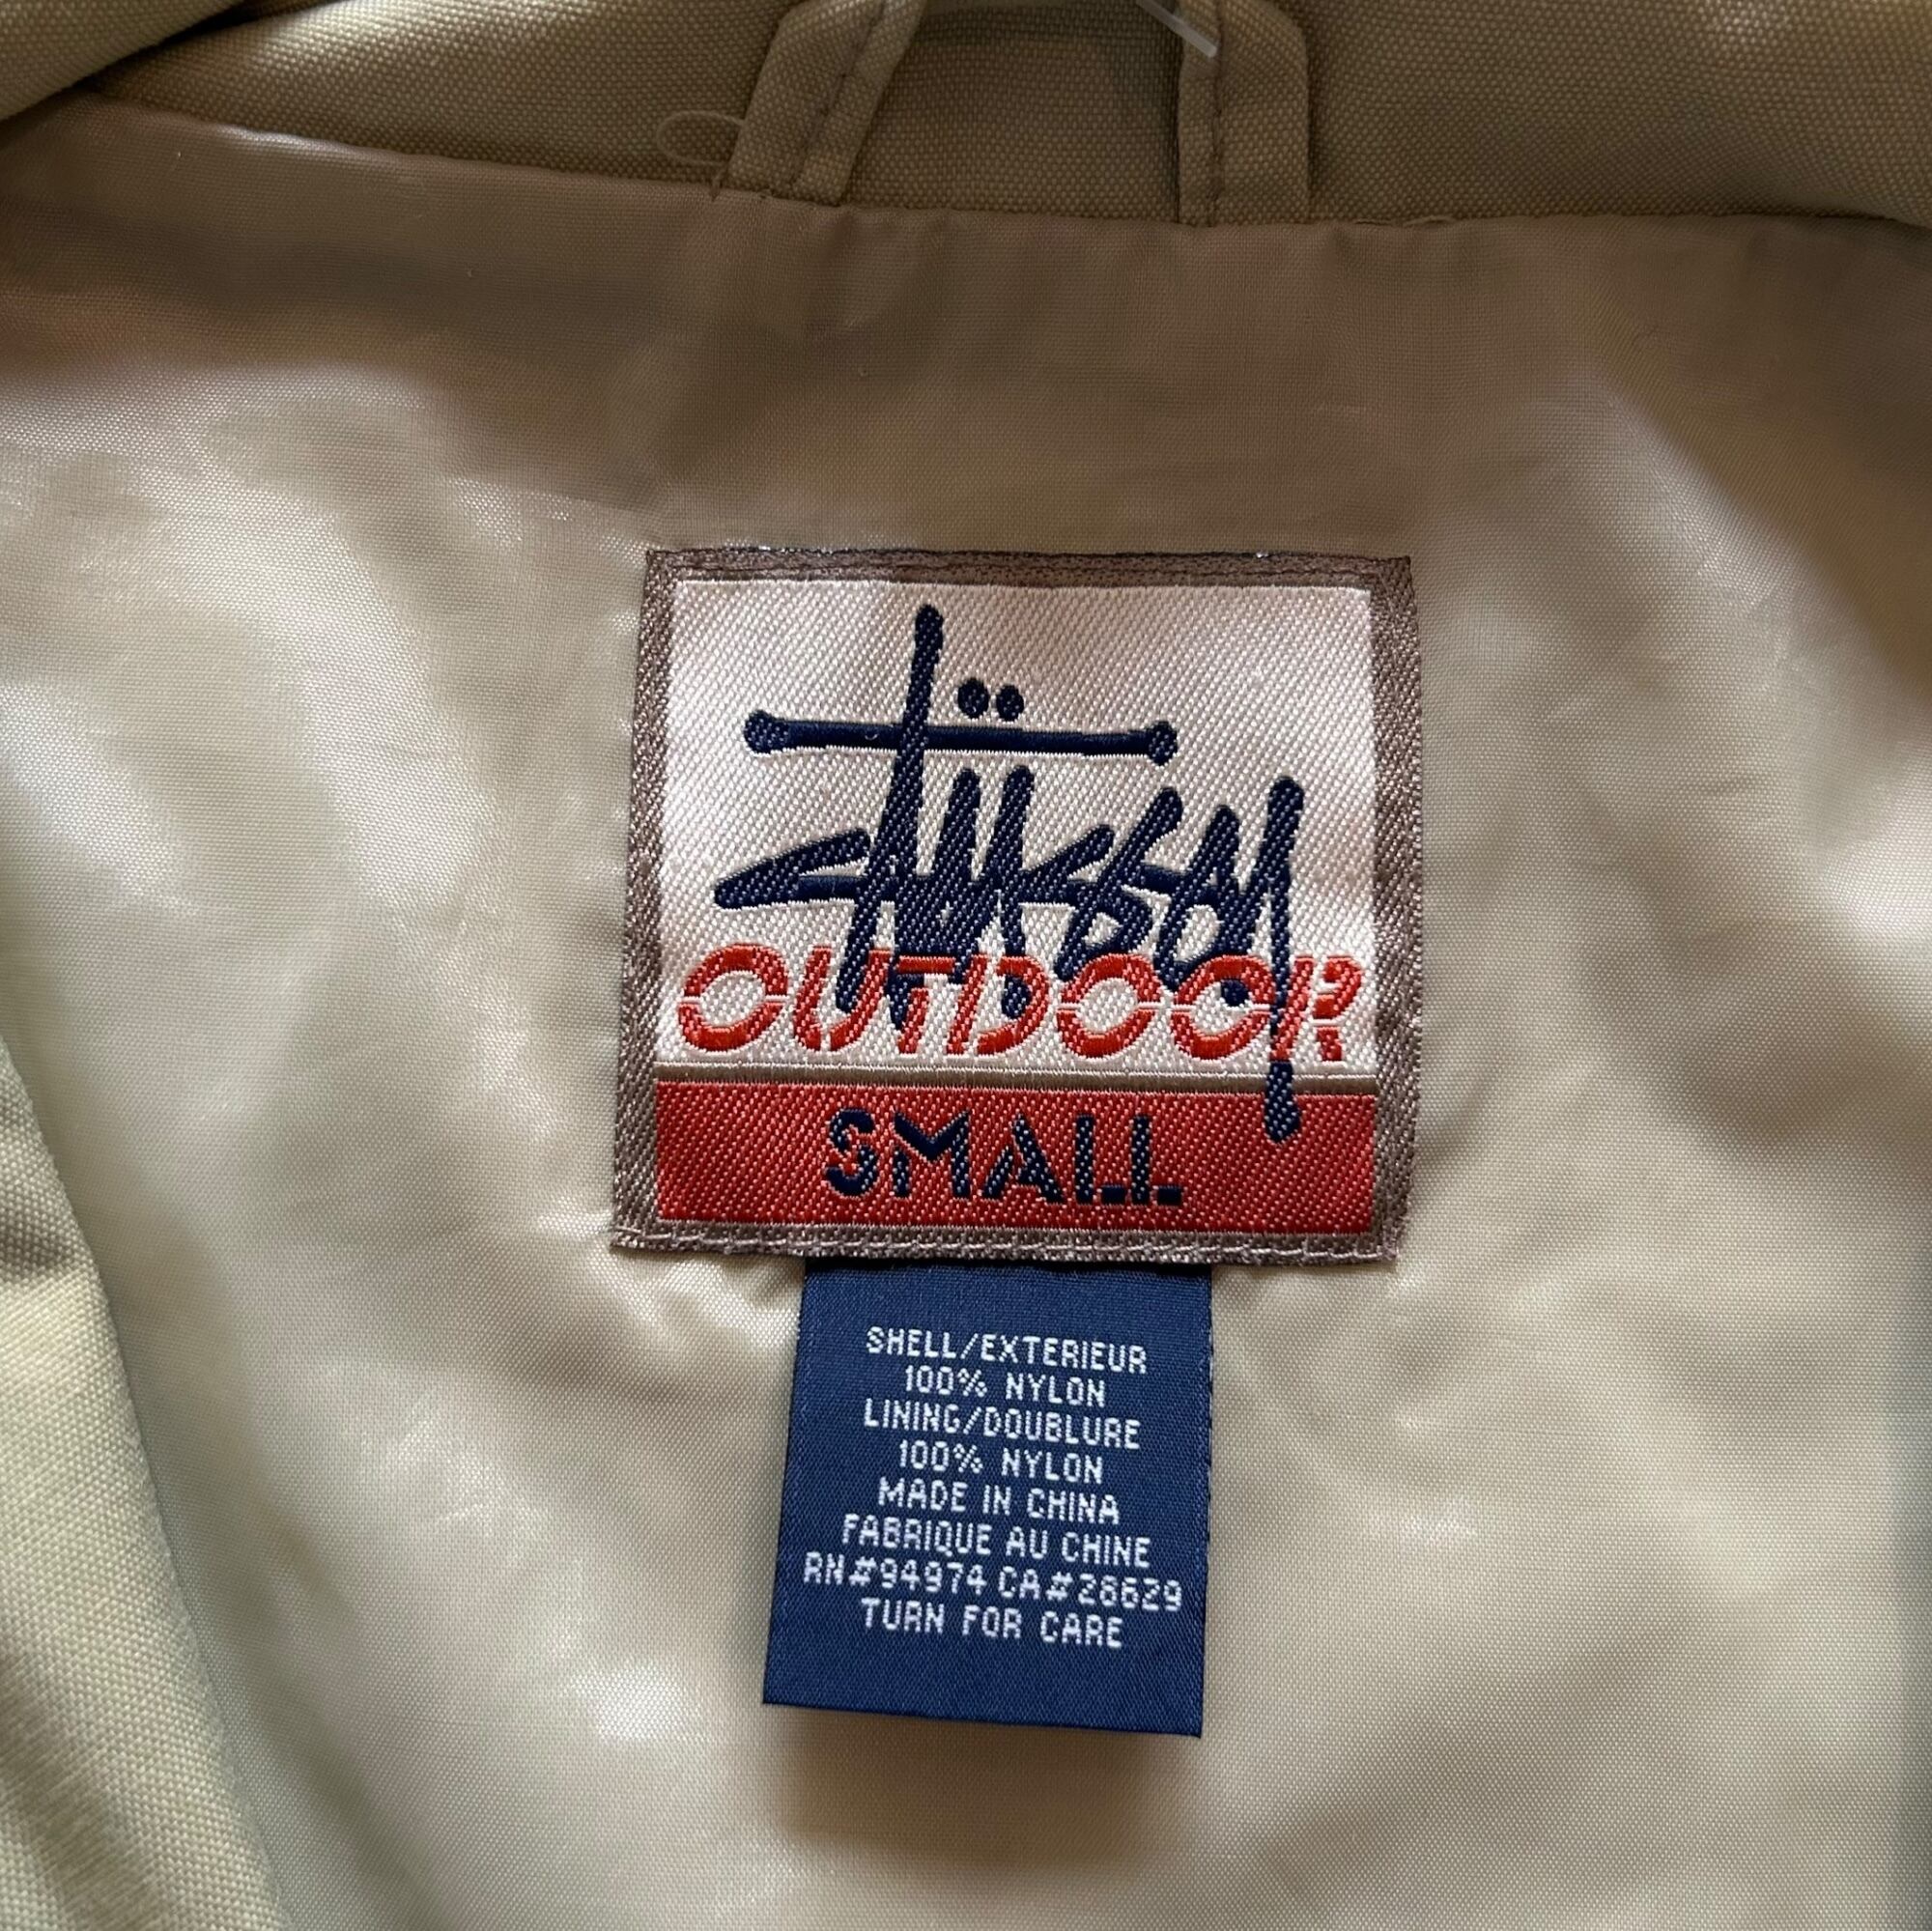 Stüssy
OUTDOOR
SMALL
SHELL/EXTERIEUR
100% NYLON
LINING/DOUBLURE
100% NYLON
MADE IN CHINA
FABRIQUE AU CHINE
RN#94974 CA#28629
TURN FOR CARE